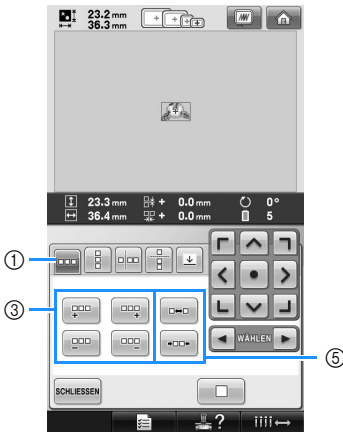 23.2 mm
36.3 mm
23.3 mm + 0.0 mm 0°
36.4 mm + 0.0 mm 5
①
③
WÄHLEN
⑤
SCHLIESSEN
?